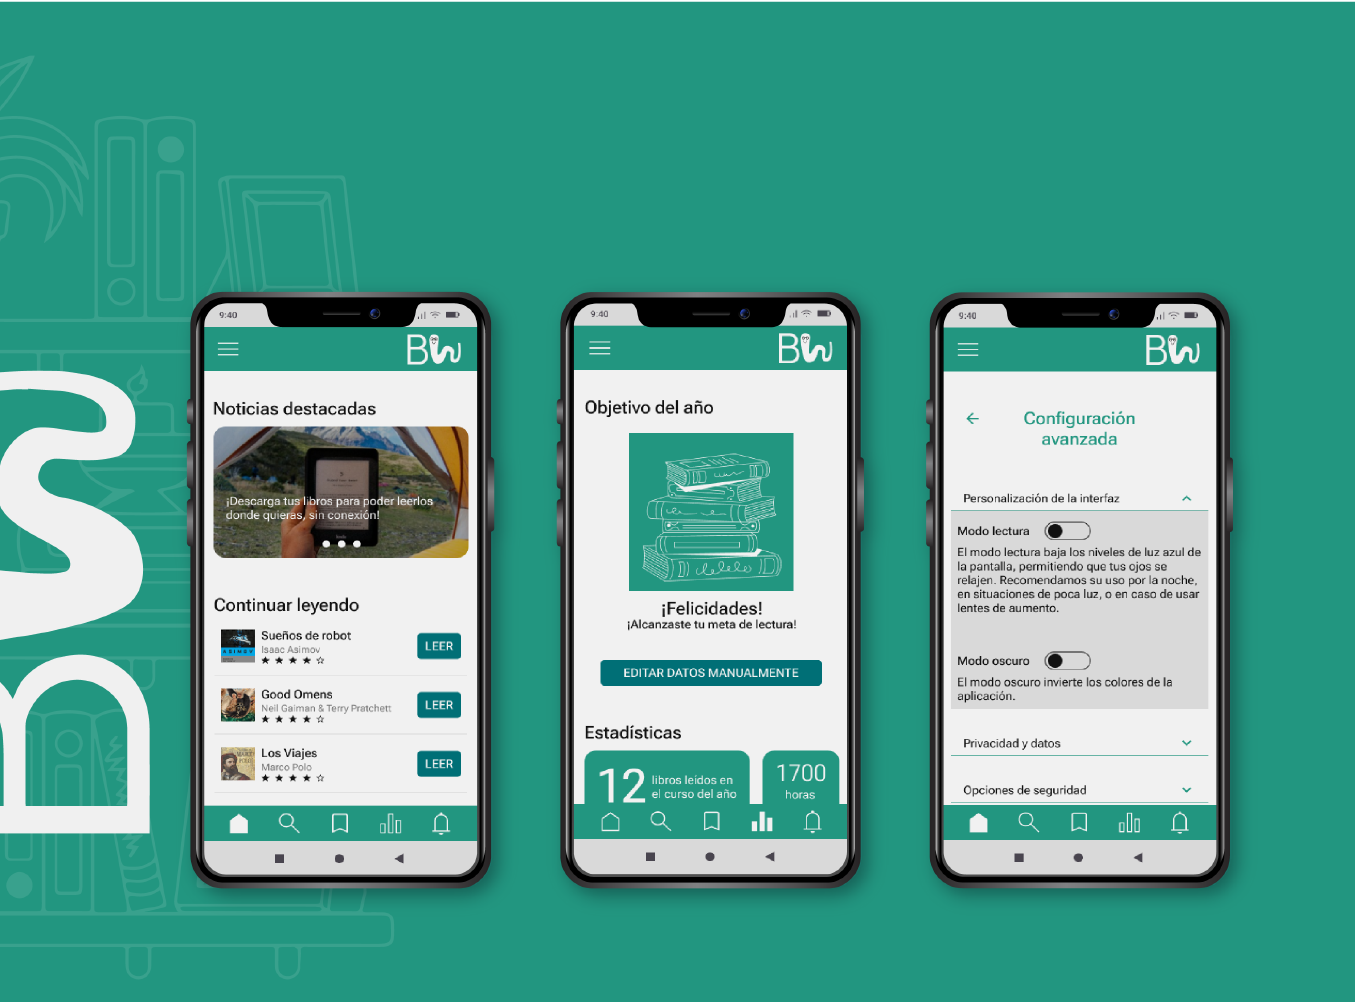 9:40
BW
Noticias destacadas
¡Descarga tus libros para poder leerlos
donde quieras, sin conexión!
Continuar leyendo
Sueños de robot
Isaac Asimov
LEER
ASIMOV
Good Omens
Neil Gaiman & Terry Pratchett
LEER
Los Viajes
Marco Polo
LEER
9:40
BW
Objetivo del año
¡Felicidades!
¡Alcanzaste tu meta de lectura!
EDITAR DATOS MANUALMENTE
Estadísticas
12 libros leídos en
el curso del año
1700
horas
9:40
BW
Configuración
avanzada
Personalización de la interfaz
Modo lectura
El modo lectura baja los niveles de luz azul de
la pantalla, permitiendo que tus ojos se
relajen. Recomendamos su uso por la noche,
en situaciones de poca luz, o en caso de usar
lentes de aumento.
Modo oscuro
El modo oscuro invierte los colores de la
aplicación.
Privacidad y datos
Opciones de seguridad